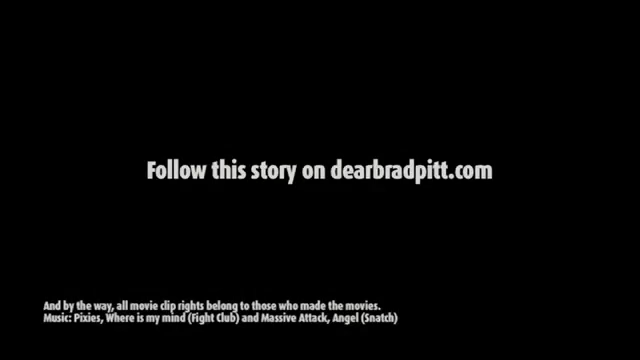 Follow this story on dearbradpitt.com
And by the way, all movie clip rights belong to those who made the movies.
Music: Pixies, Where is my mind (Fight Club) and Massive Attack, Angel (Snatch)